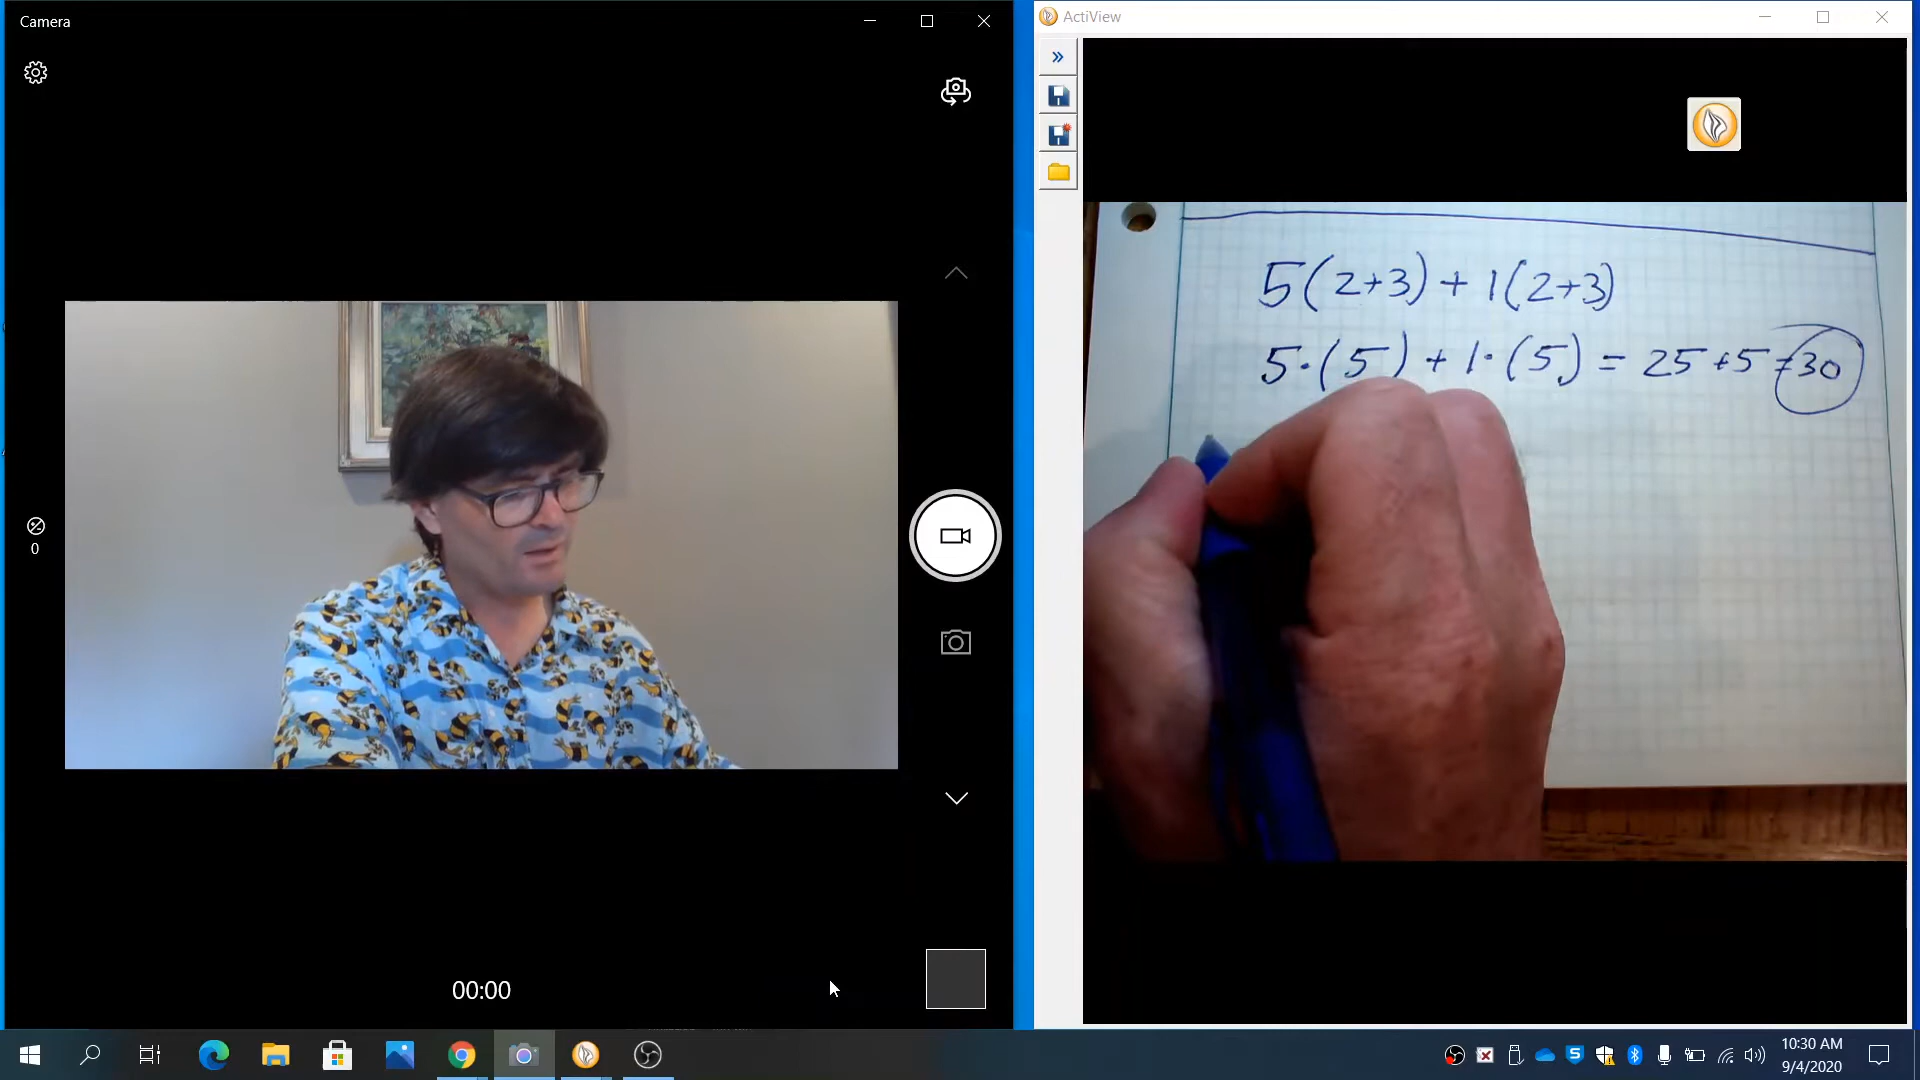 Camera
ActiView
0
00:00
5(2+3) + 1(2+3)
5·(5) + 1·(5) = 25 +5 =30
10:30 AM
9/4/2020